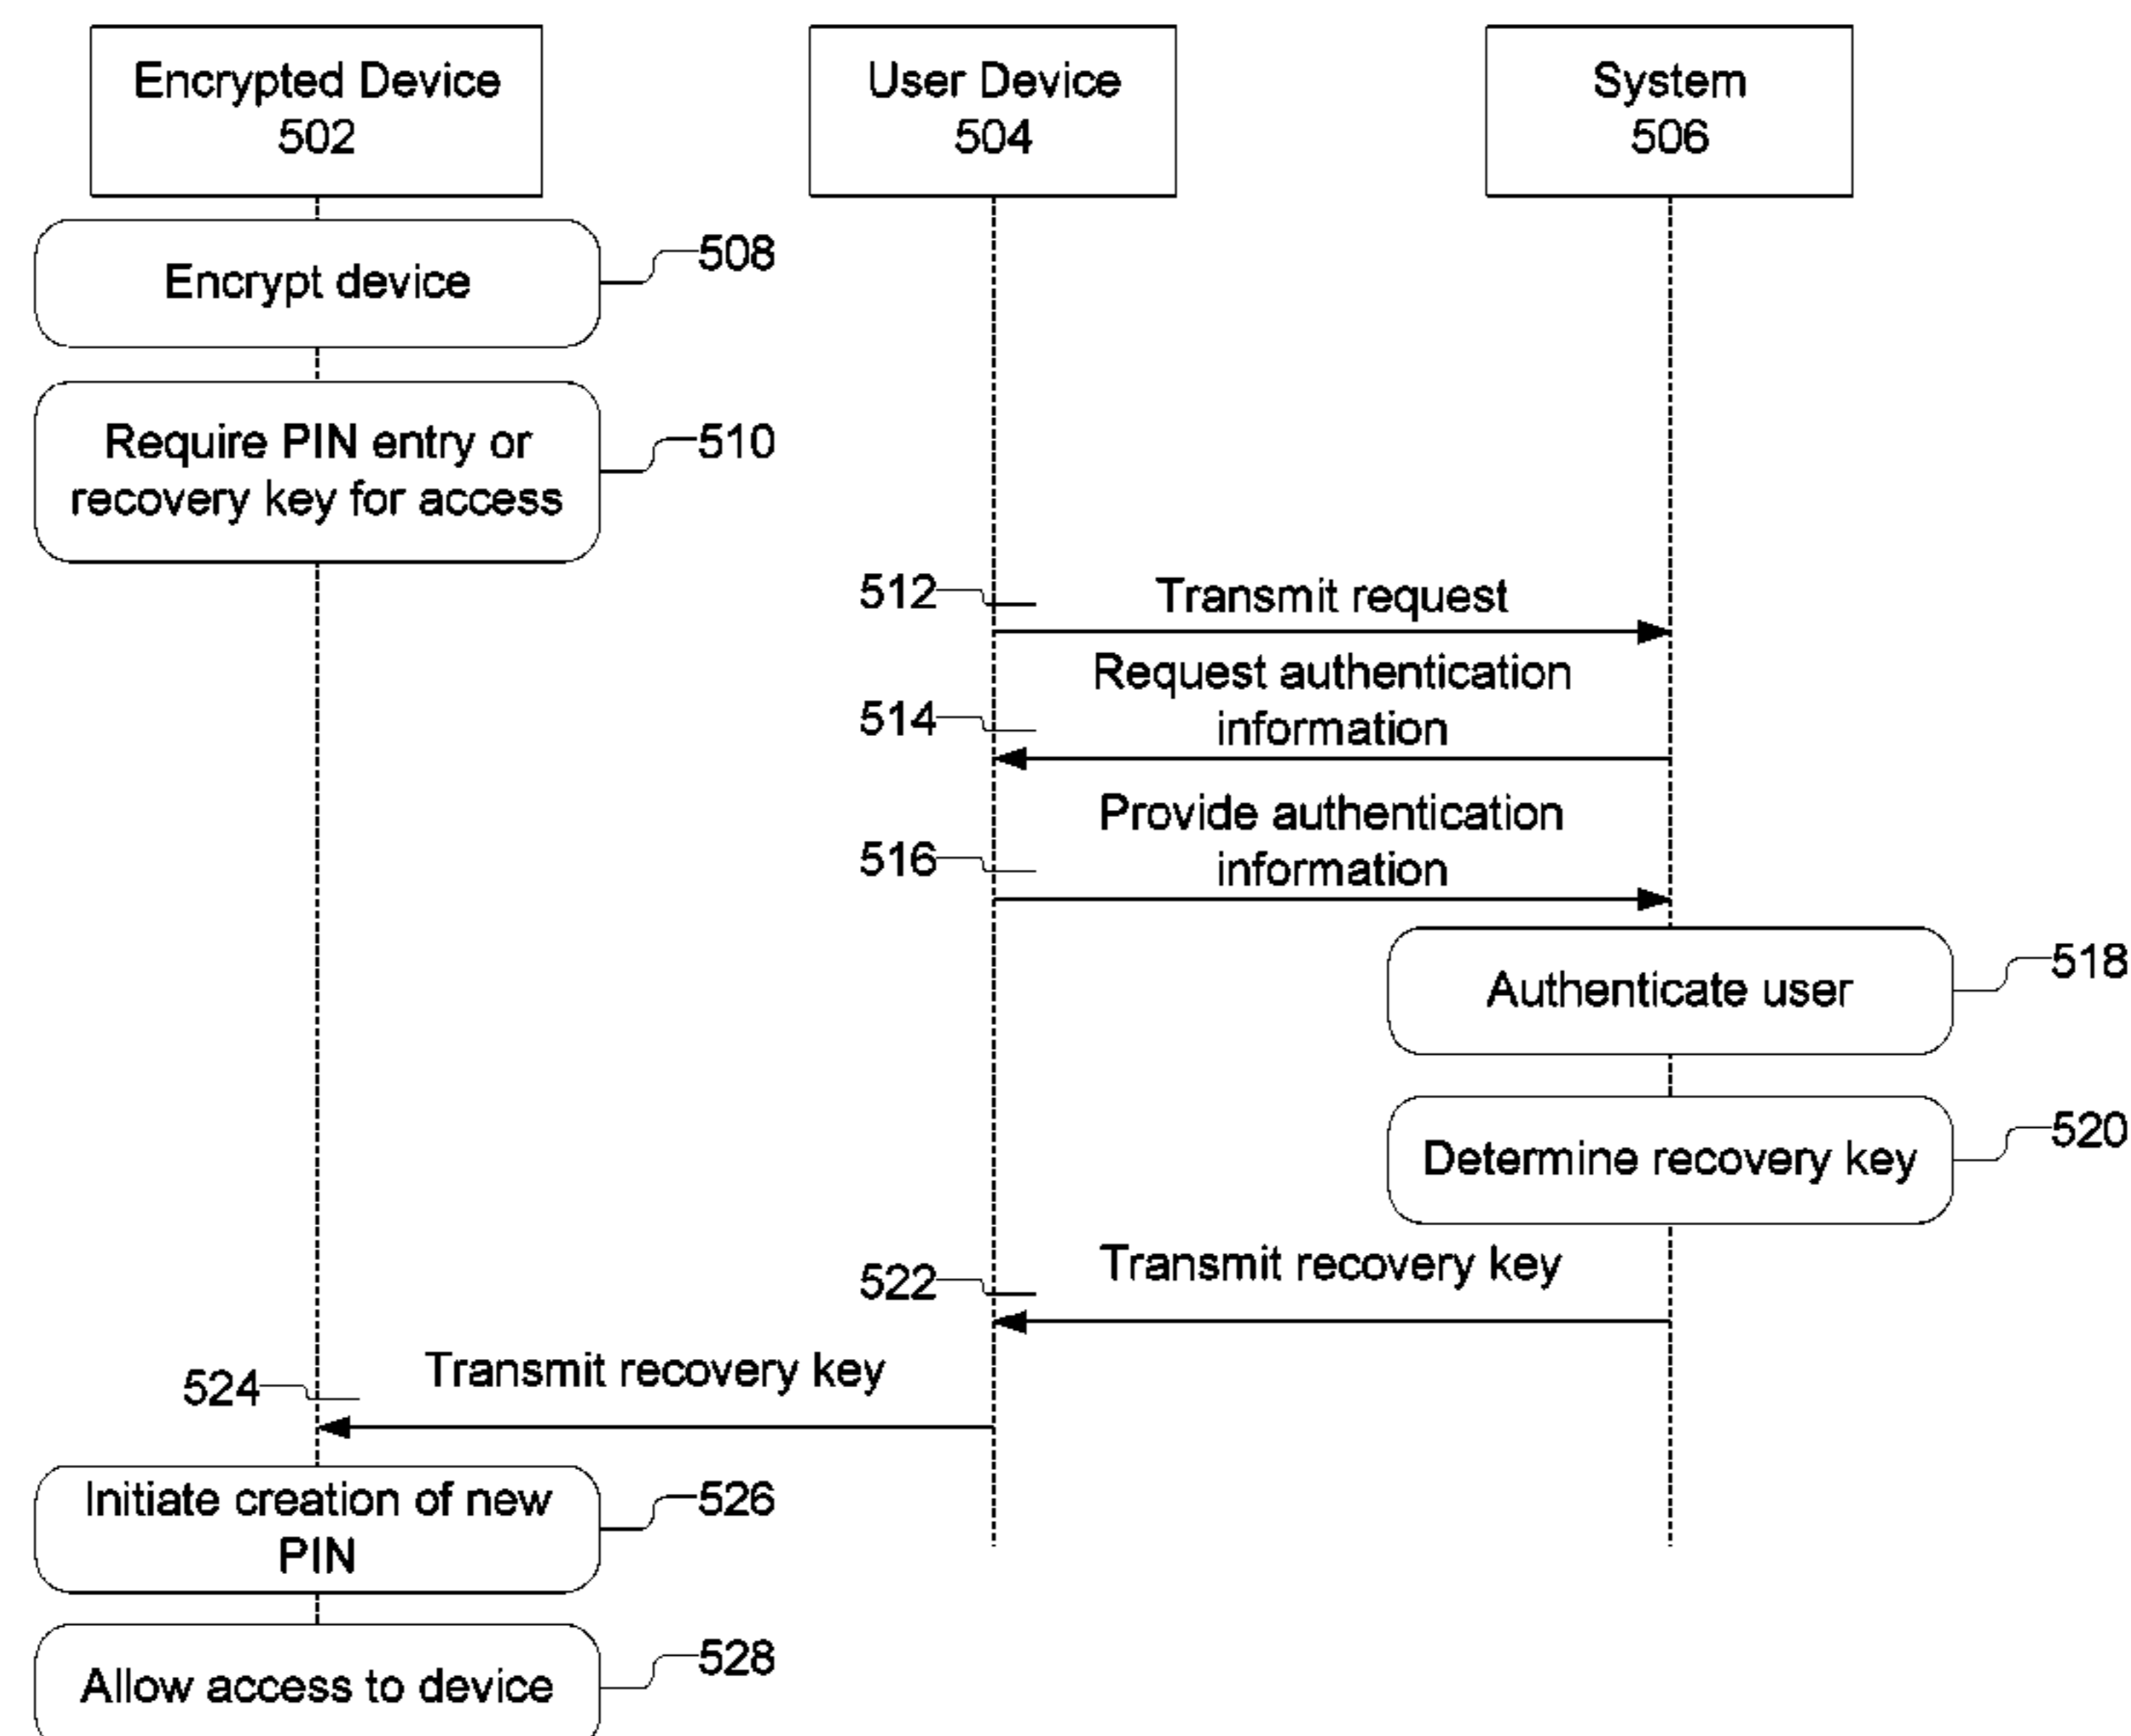 Encrypted Device
502
User Device
504
System
506
Encrypt device
508
Require PIN entry or
recovery key for access
510
512
Transmit request
Request authentication
information
514
Provide authentication
information
516
Authenticate user
518
Determine recovery key
520
Transmit recovery key
522
Transmit recovery key
524
Initiate creation of new
PIN
526
Allow access to device
528